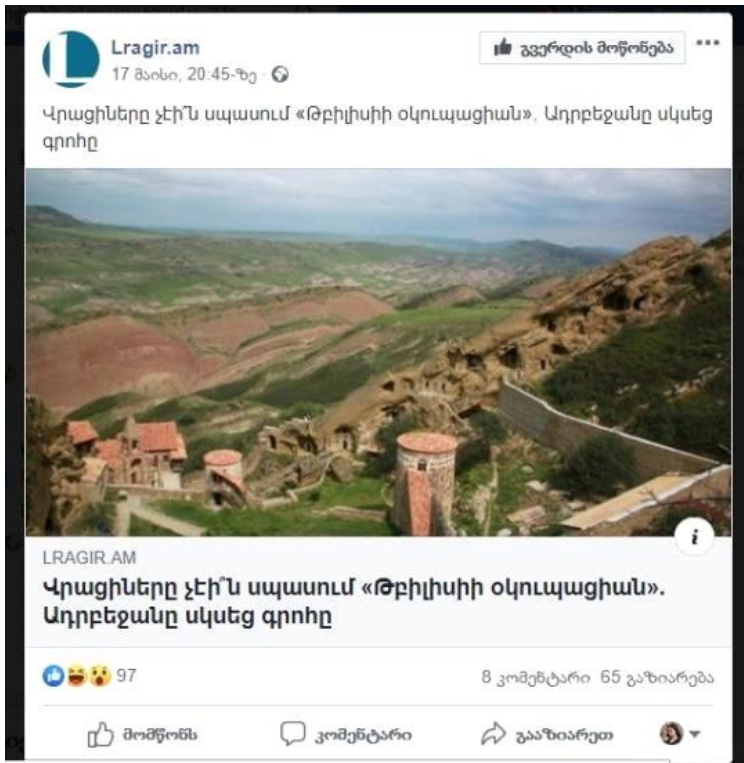 Lragir.am
გვერდის მოწონება
17 მაისი, 20:45-ზე
Վրացիները չէի՞ն սպասում «Թբիլիսիի օկուպացիան». Ադրբեջանը սկսեց
գրոհը
LRAGIR.AM
Վրացիները չէի՞ն սպասում «Թբիլիսիի օկուպացիան».
Ադրբեջանը սկսեց գրոհը
97
8 კომენტარი 65 გაზიარება
მომწონს
კომენტარი
გააზიარეთ